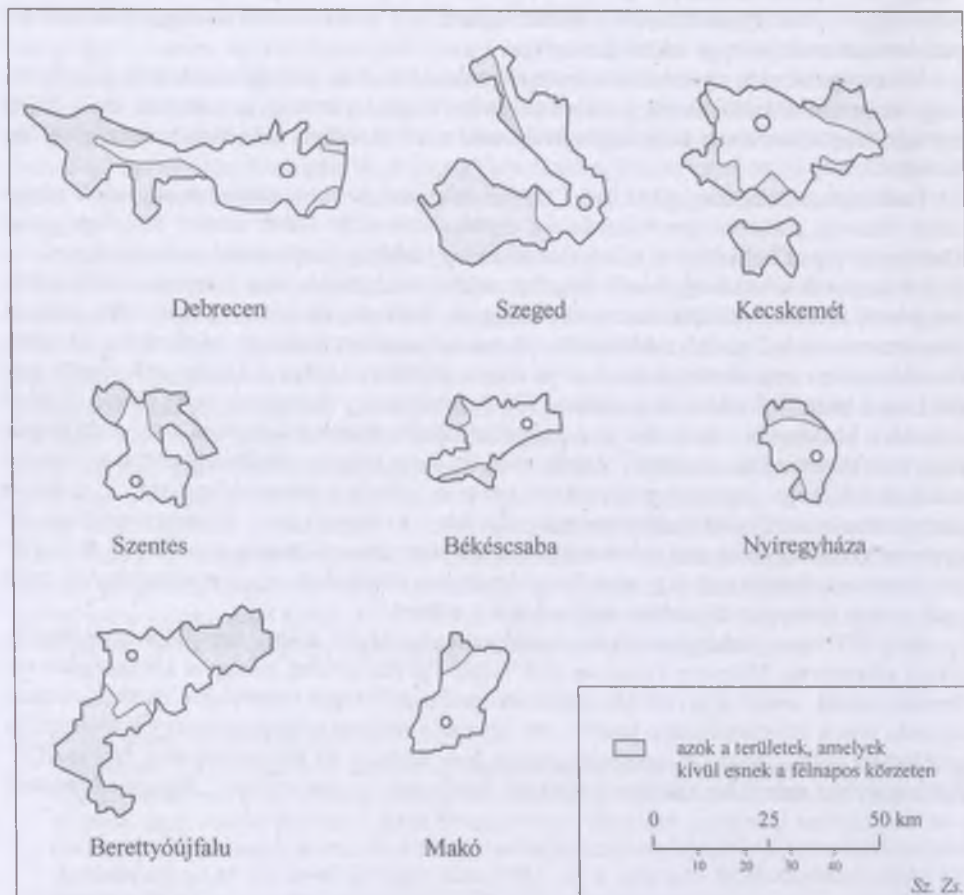 Debrecen
Szeged
Kecskemét
Szentes
Békéscsaba
Nyíregyháza
Berettyóújfalu
Makó
azok a területek, amelyek
kívül esnek a félnapos körzeten
0 25 50 km
10 20 30 40
Sz. Zs.